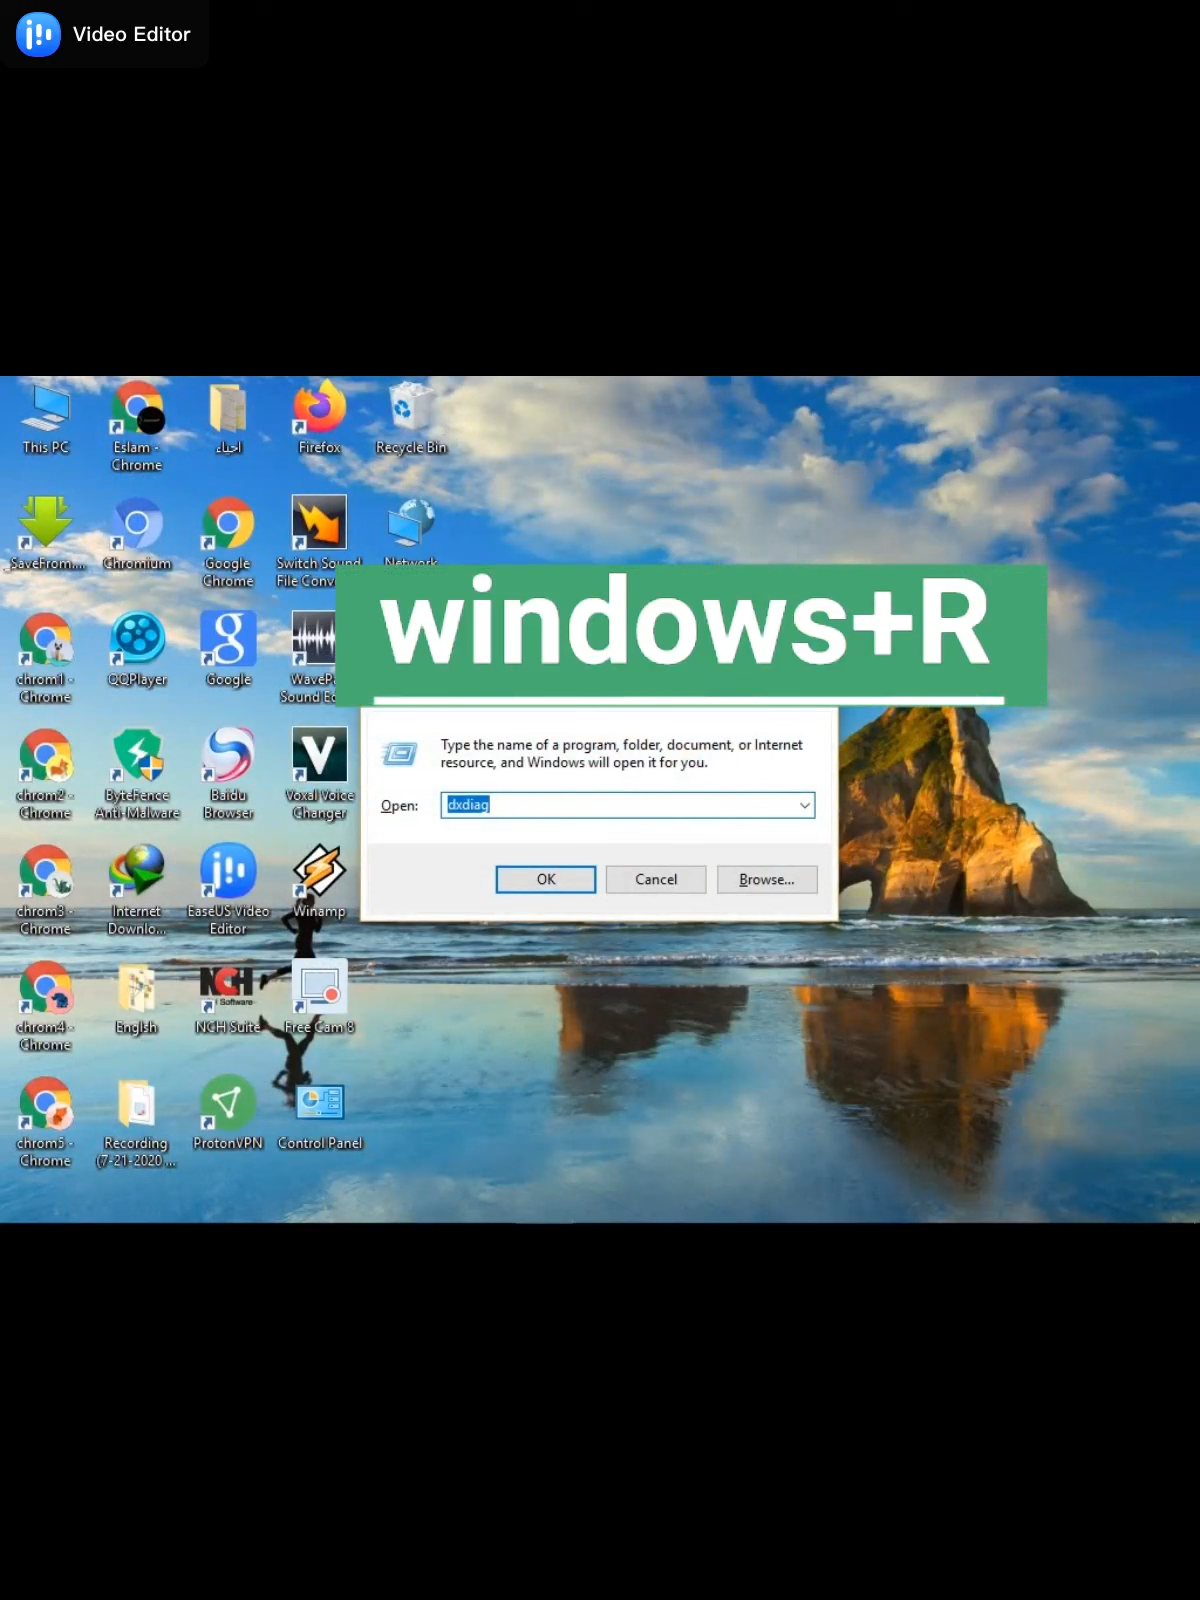 Video Editor
This PC
Eslam -
Chrome
احياء
Firefox
Recycle Bin
_SaveFrom....
Chromium
Google
Chrome
Switch Sound
File Conv
Network
windows+R
chrom1 -
Chrome
QQPlayer
Google
WaveP
Sound Ed
Type the name of a program, folder, document, or Internet
resource, and Windows will open it for you.
Open:
dxdiag
OK
Cancel
Browse...
chrom2 -
Chrome
ByteFence
Anti-Malware
Baidu
Browser
Voxal Voice
Changer
chrom3 -
Chrome
Internet
Downlo...
EaseUS Video
Editor
Winamp
chrom4 -
Chrome
English
NCH
Software
NCH Suite
Free Cam 8
chrom5 -
Chrome
Recording
(7-21-2020 ...
ProtonVPN
Control Panel